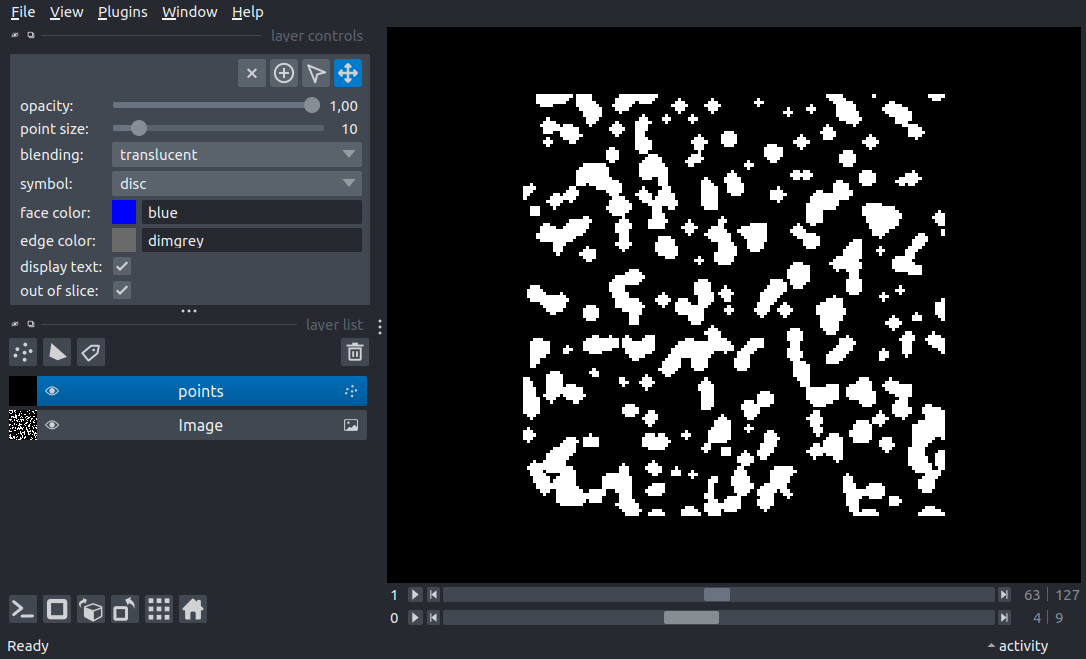 File View Plugins Window Help
layer controls
opacity: 1,00
point size: 10
blending: translucent
symbol: disc
face color: blue
edge color: dimgrey
display text:
out of slice:
layer list
points
Image
1 63 127
0 4 9
Ready activity